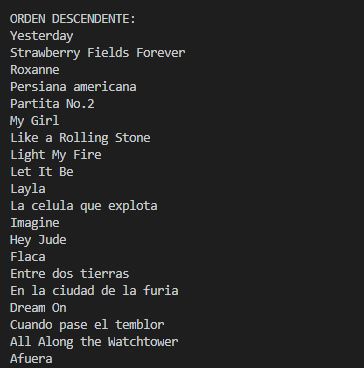 ORDEN DESCENDENTE:
Yesterday
Strawberry Fields Forever
Roxanne
Persiana americana
Partita No.2
My Girl
Like a Rolling Stone
Light My Fire
Let It Be
Layla
La celula que explota
Imagine
Hey Jude
Flaca
Entre dos tierras
En la ciudad de la furia
Dream On
Cuando pase el temblor
All Along the Watchtower
Afuera